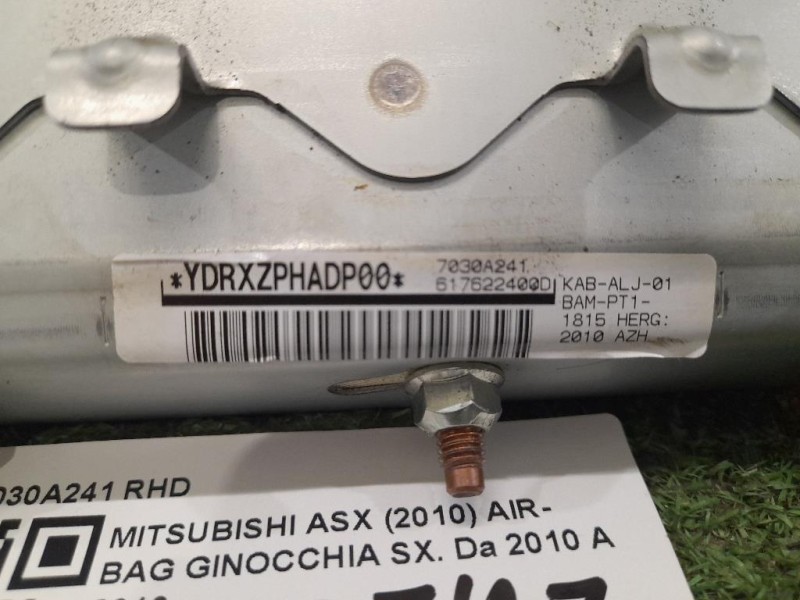 *YDRXZPHADP00*
7030A241
617622400D
KAB-ALJ-01
BAM-PT1-
1815 HERG:
2010 AZH
030A241 RHD
MITSUBISHI ASX (2010) AIR-
BAG GINOCCHIA SX. Da 2010 A